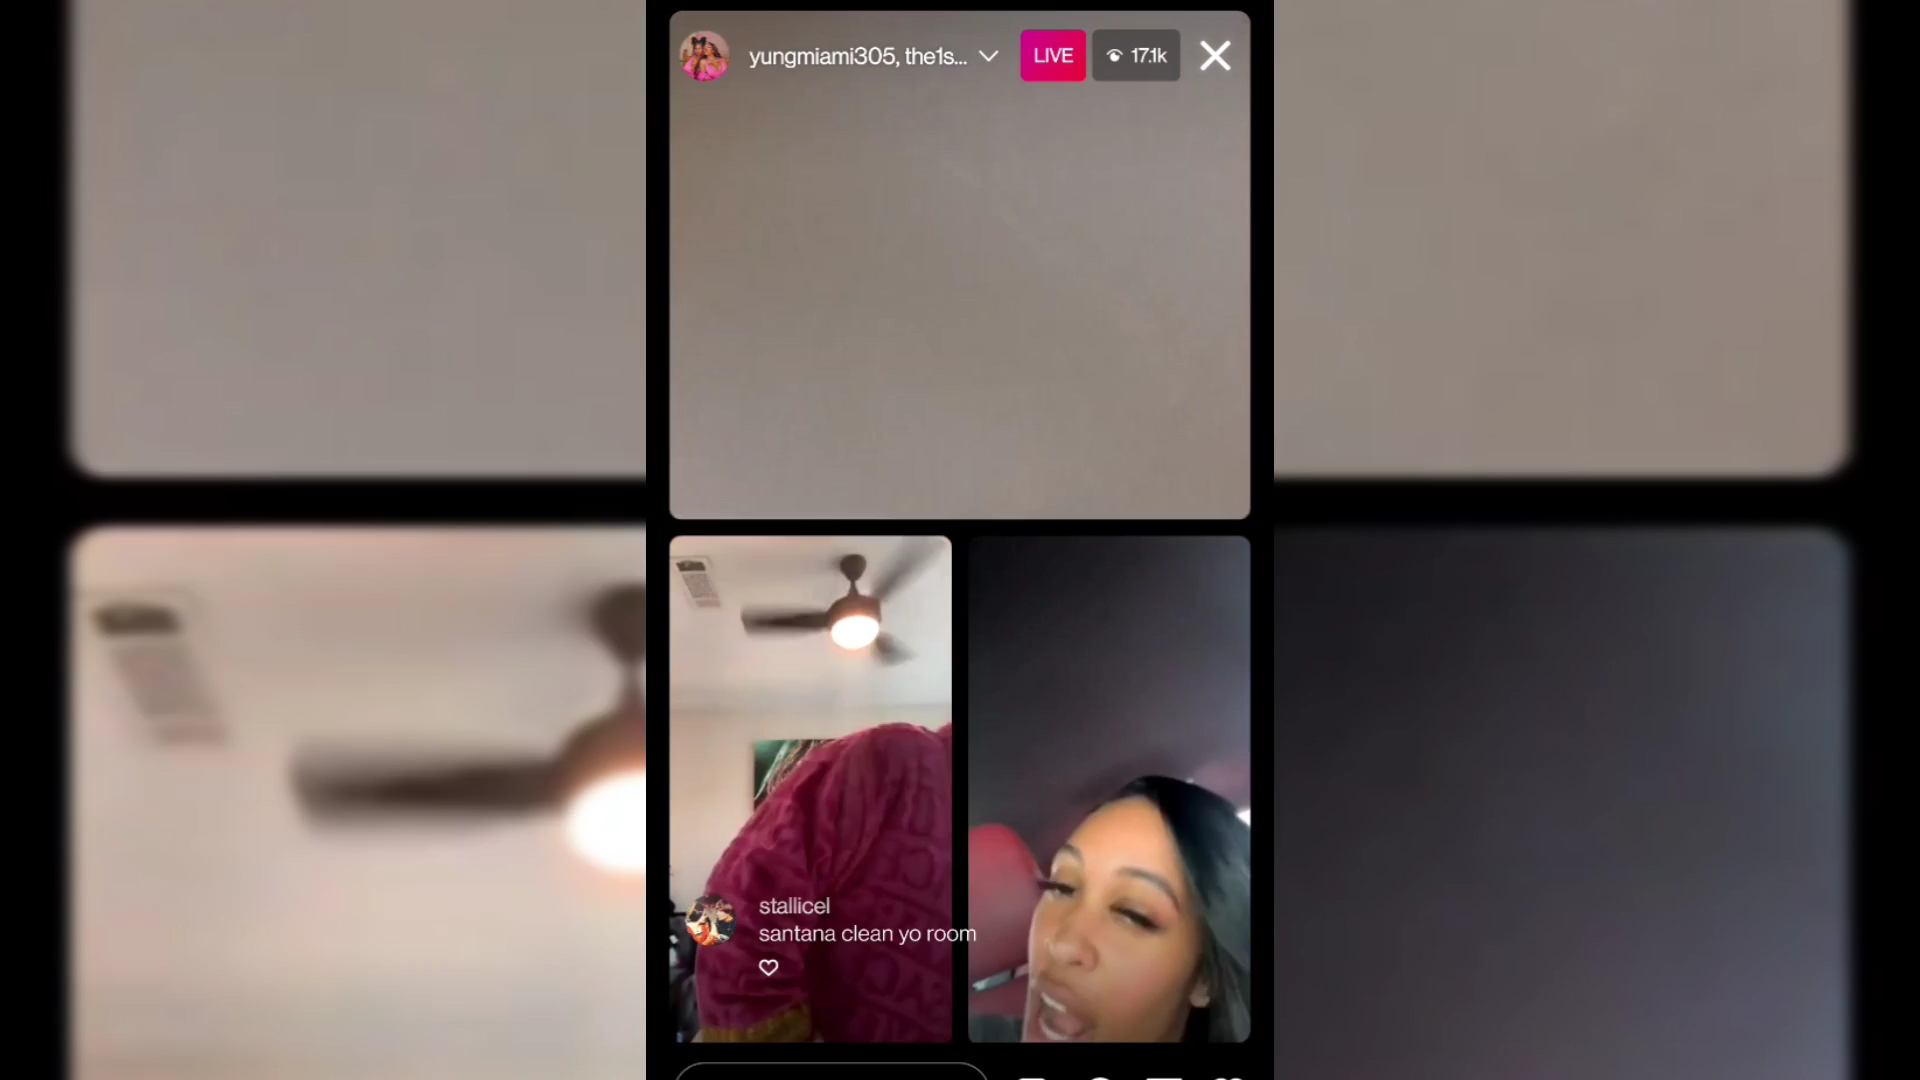 yungmiami305, the1s...
LIVE
17.1k
stallicel
santana clean yo room